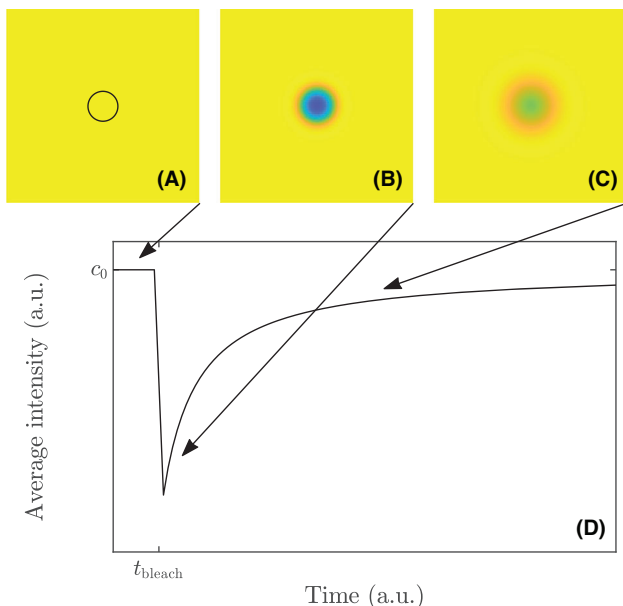 (A)
(B)
(C)
c₀
Average intensity (a.u.)
(D)
t_bleach
Time (a.u.)